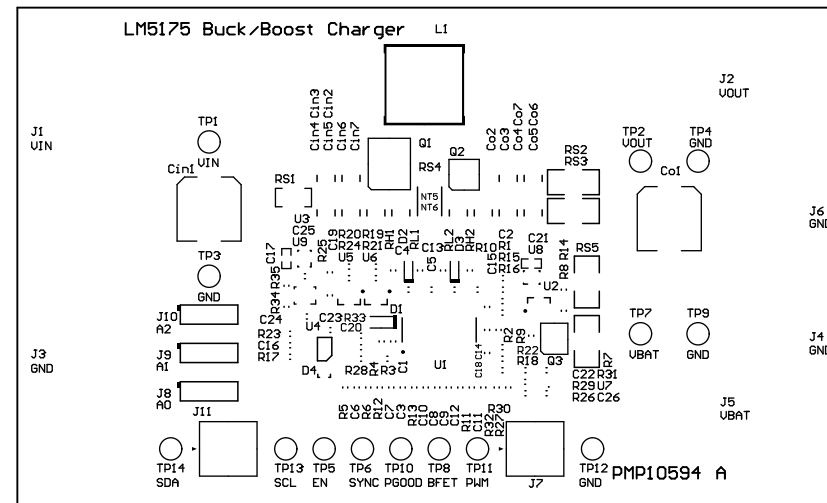 LM5175 Buck/Boost Charger
L1
J2
VOUT
J1
VIN
TP1
VIN
Cin4 Cin3
Cin5 Cin2
Cin6
Cin7
Q1
Q2
RS4
Co2
Co3
Co4 Co7
Co5 Co6
RS2
RS3
TP2
VOUT
TP4
GND
Cin1
RS1
NT5
NT6
Co1
J6
GND
U3
C25
U9
R25
C19
R20
R24
U5
R19
R21
U6
RH1
D2
C4
RL1
C13
C5
RL2
D3
RH2
R10
C15
C2
R1
R15
R16
C21
U8
R14
R8
RS5
C17
R35
R34
TP3
GND
U2
J10
A2
C24
R23
C16
R17
U4
C23
R33
C20
D1
R2
R9
R22
R18
Q3
TP7
VBAT
TP9
GND
J4
GND
J3
GND
J9
A1
D4
R28
R4
R3
C1
U1
C18
C14
R7
C22 R31
R29 U7
R26 C26
J8
A0
J5
VBAT
J11
R5
C6
R6
R12
C7
C3
R13
C10
C8
C9
C12
R11
C11
R32
R30
R27
TP14
SDA
TP13
SCL
TP5
EN
TP6
SYNC
TP10
PGOOD
TP8
BFET
TP11
PWM
J7
TP12
GND
PMP10594 A